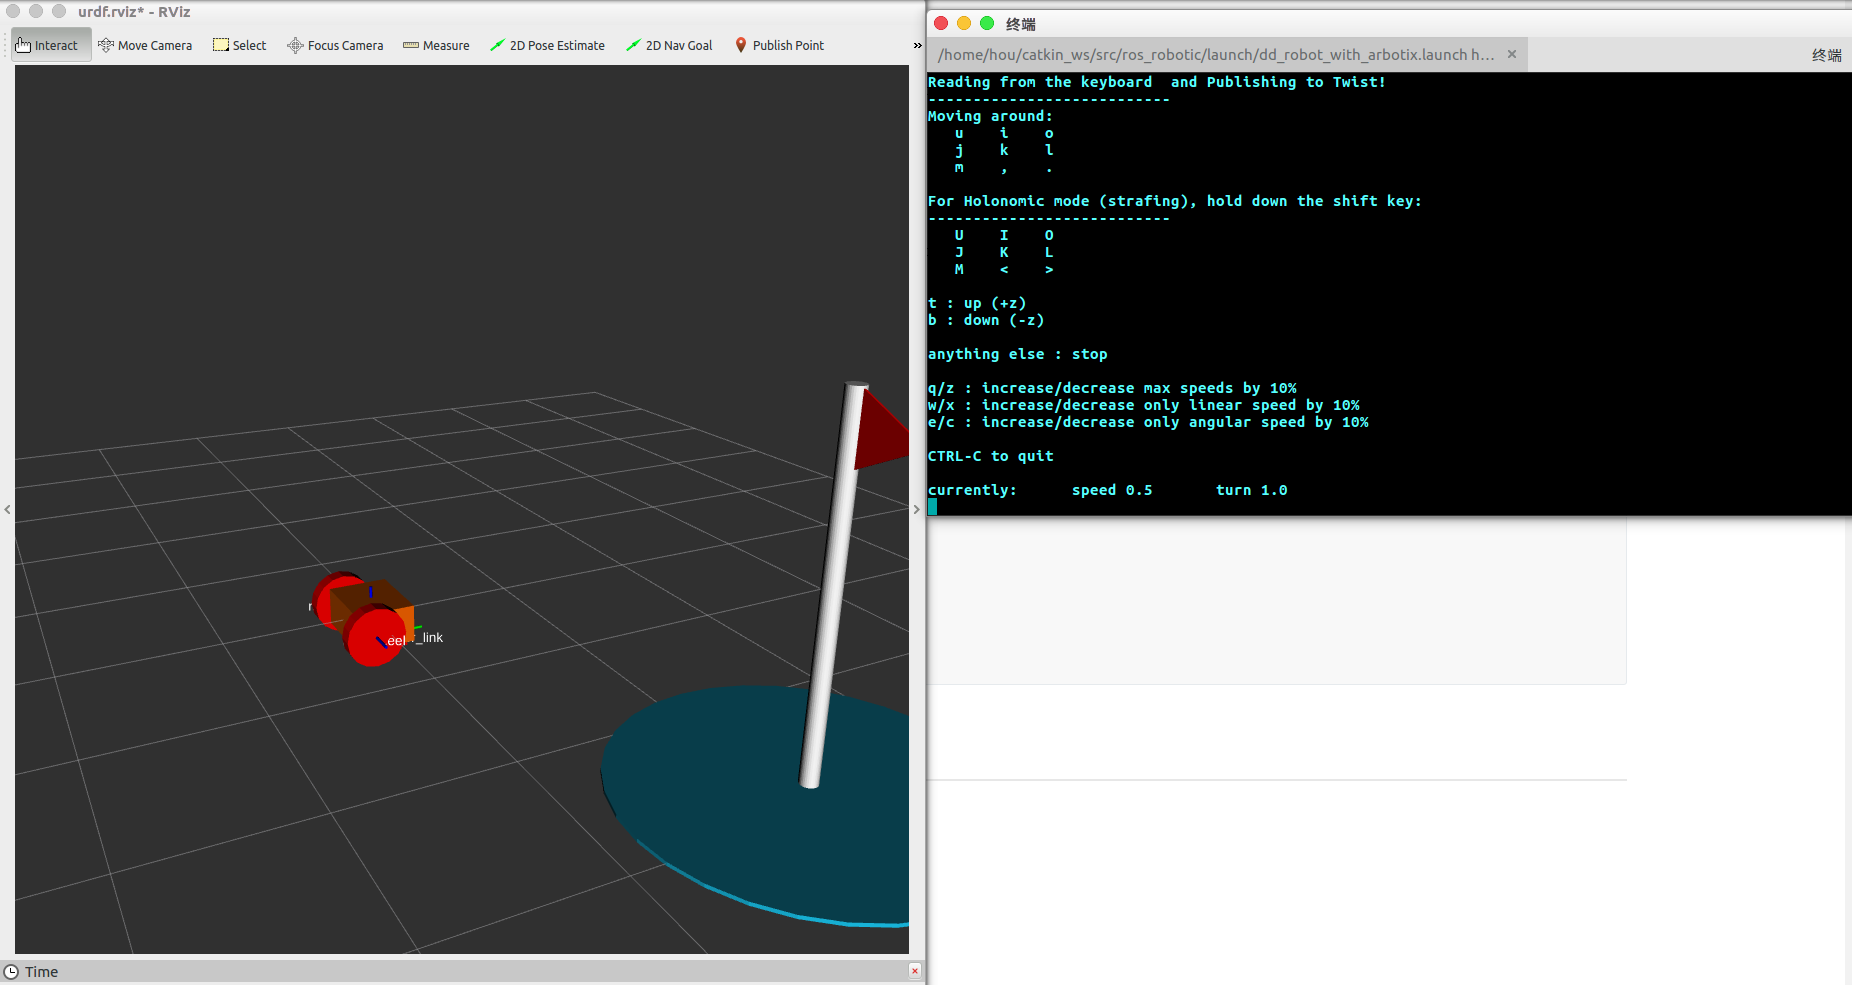 urdf.rviz* - RViz
Interact Move Camera Select Focus Camera Measure 2D Pose Estimate 2D Nav Goal Publish Point »
r
eel r_link
Time
终端
/home/hou/catkin_ws/src/ros_robotic/launch/dd_robot_with_arbotix.launch h... × 终端
Reading from the keyboard  and Publishing to Twist!
---------------------------
Moving around:
   u    i    o
   j    k    l
   m    ,    .
For Holonomic mode (strafing), hold down the shift key:
---------------------------
   U    I    O
   J    K    L
   M    <    >
t : up (+z)
b : down (-z)
anything else : stop
q/z : increase/decrease max speeds by 10%
w/x : increase/decrease only linear speed by 10%
e/c : increase/decrease only angular speed by 10%
CTRL-C to quit
currently:      speed 0.5       turn 1.0